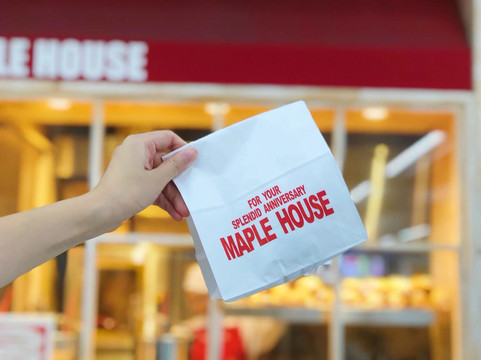 LE HOUSE
FOR YOUR
SPLENDID ANNIVERSARY
MAPLE HOUSE